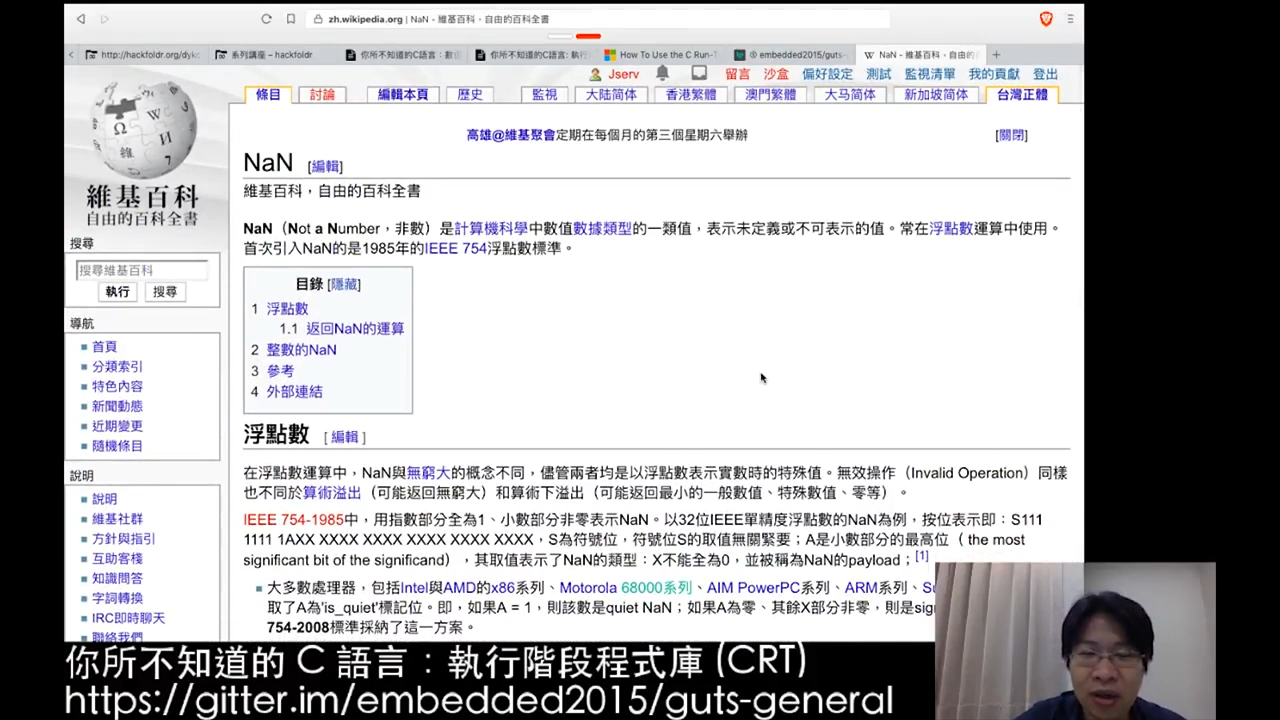 zh.wikipedia.org | NaN - 維基百科，自由的百科全書
http://hackfoldr.org/dykc
系列講座 – hackfoldr
你所不知道的C語言：數
你所不知道的C語言：執行
How To Use the C Run-T
embedded2015/guts-
NaN - 維基百科，自由的
Jserv 留言 沙盒 偏好設定 測試 監視清單 我的貢獻 登出
條目 討論 編輯本頁 歷史 監視 大陆简体 香港繁體 澳門繁體 大马简体 新加坡简体 台灣正體
高雄@維基聚會定期在每個月的第三個星期六舉辦 [關閉]
維基百科
自由的百科全書
搜尋
搜尋維基百科
執行 搜尋
導航
首頁
分類索引
特色內容
新聞動態
近期變更
隨機條目
說明
說明
維基社群
方針與指引
互助客棧
知識問答
字詞轉換
IRC即時聊天
聯絡我們
NaN [編輯]
維基百科，自由的百科全書
NaN（Not a Number，非數）是計算機科學中數值數據類型的一類值，表示未定義或不可表示的值。常在浮點數運算中使用。
首次引入NaN的是1985年的IEEE 754浮點數標準。
目錄 [隱藏]
1 浮點數
1.1 返回NaN的運算
2 整數的NaN
3 參考
4 外部連結
浮點數 [ 編輯 ]
在浮點數運算中，NaN與無窮大的概念不同，儘管兩者均是以浮點數表示實數時的特殊值。無效操作（Invalid Operation）同樣
也不同於算術溢出（可能返回無窮大）和算術下溢出（可能返回最小的一般數值、特殊數值、零等）。
IEEE 754-1985中，用指數部分全為1、小數部分非零表示NaN。以32位IEEE單精度浮點數的NaN為例，按位表示即：S111
1111 1AXX XXXX XXXX XXXX XXXX XXXX，S為符號位，符號位S的取值無關緊要；A是小數部分的最高位（ the most
significant bit of the significand），其取值表示了NaN的類型：X不能全為0，並被稱為NaN的payload；[1]
大多數處理器，包括Intel與AMD的x86系列、Motorola 68000系列、AIM PowerPC系列、ARM系列、Su
取了A為'is_quiet'標記位。即，如果A = 1，則該數是quiet NaN；如果A為零、其餘X部分非零，則是sig
754-2008標準採納了這一方案。
你所不知道的 C 語言：執行階段程式庫 (CRT)
https://gitter.im/embedded2015/guts-general